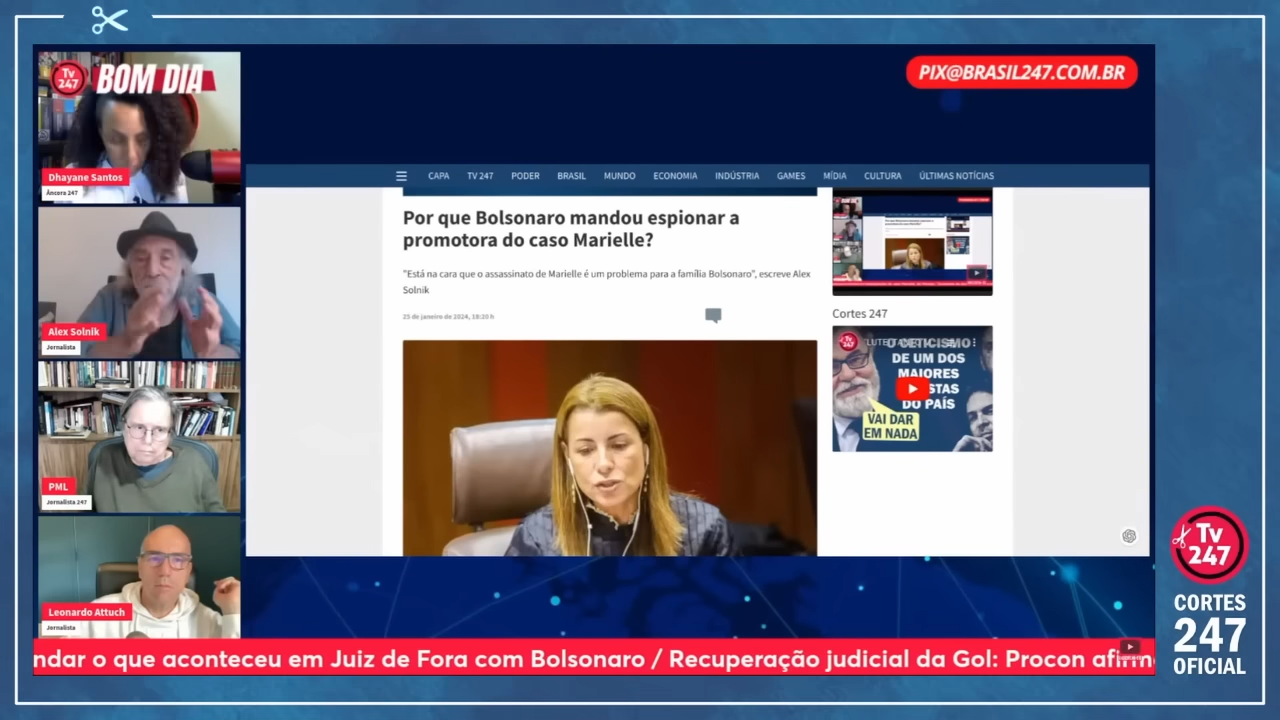 Tv 247 BOM DIA
PIX@BRASIL247.COM.BR
Dhayane Santos
Âncora 247
Alex Solnik
Jornalista
PML
Jornalista 247
Leonardo Attuch
Jornalista
CAPA TV 247 PODER BRASIL MUNDO ECONOMIA INDÚSTRIA GAMES MÍDIA CULTURA ÚLTIMAS NOTÍCIAS
Por que Bolsonaro mandou espionar a
promotora do caso Marielle?
"Está na cara que o assassinato de Marielle é um problema para a família Bolsonaro", escreve Alex
Solnik
25 de janeiro de 2024, 18:20 h
Cortes 247
O CETICISMO
DE UM DOS
MAIORES
STAS
DO PAÍS
VAI DAR
EM NADA
ndar o que aconteceu em Juiz de Fora com Bolsonaro / Recuperação judicial da Gol: Procon afirm
Tv
247
CORTES
247
OFICIAL